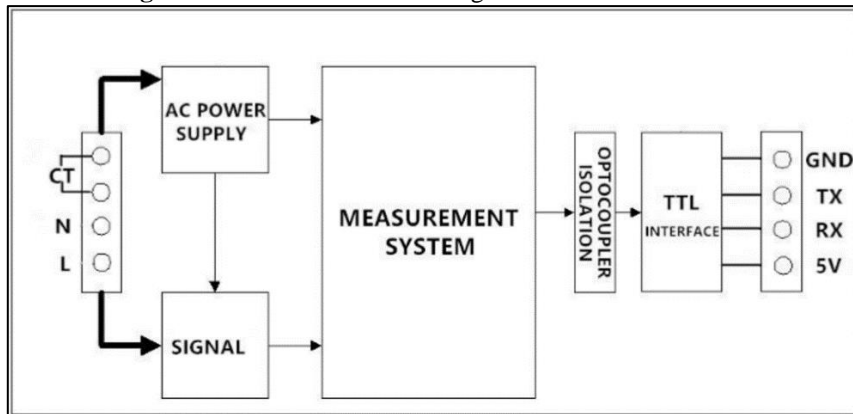 AC POWER
SUPPLY
CT
N
L
SIGNAL
MEASUREMENT
SYSTEM
OPTOCOUPLER
ISOLATION
TTL
INTERFACE
GND
TX
RX
5V